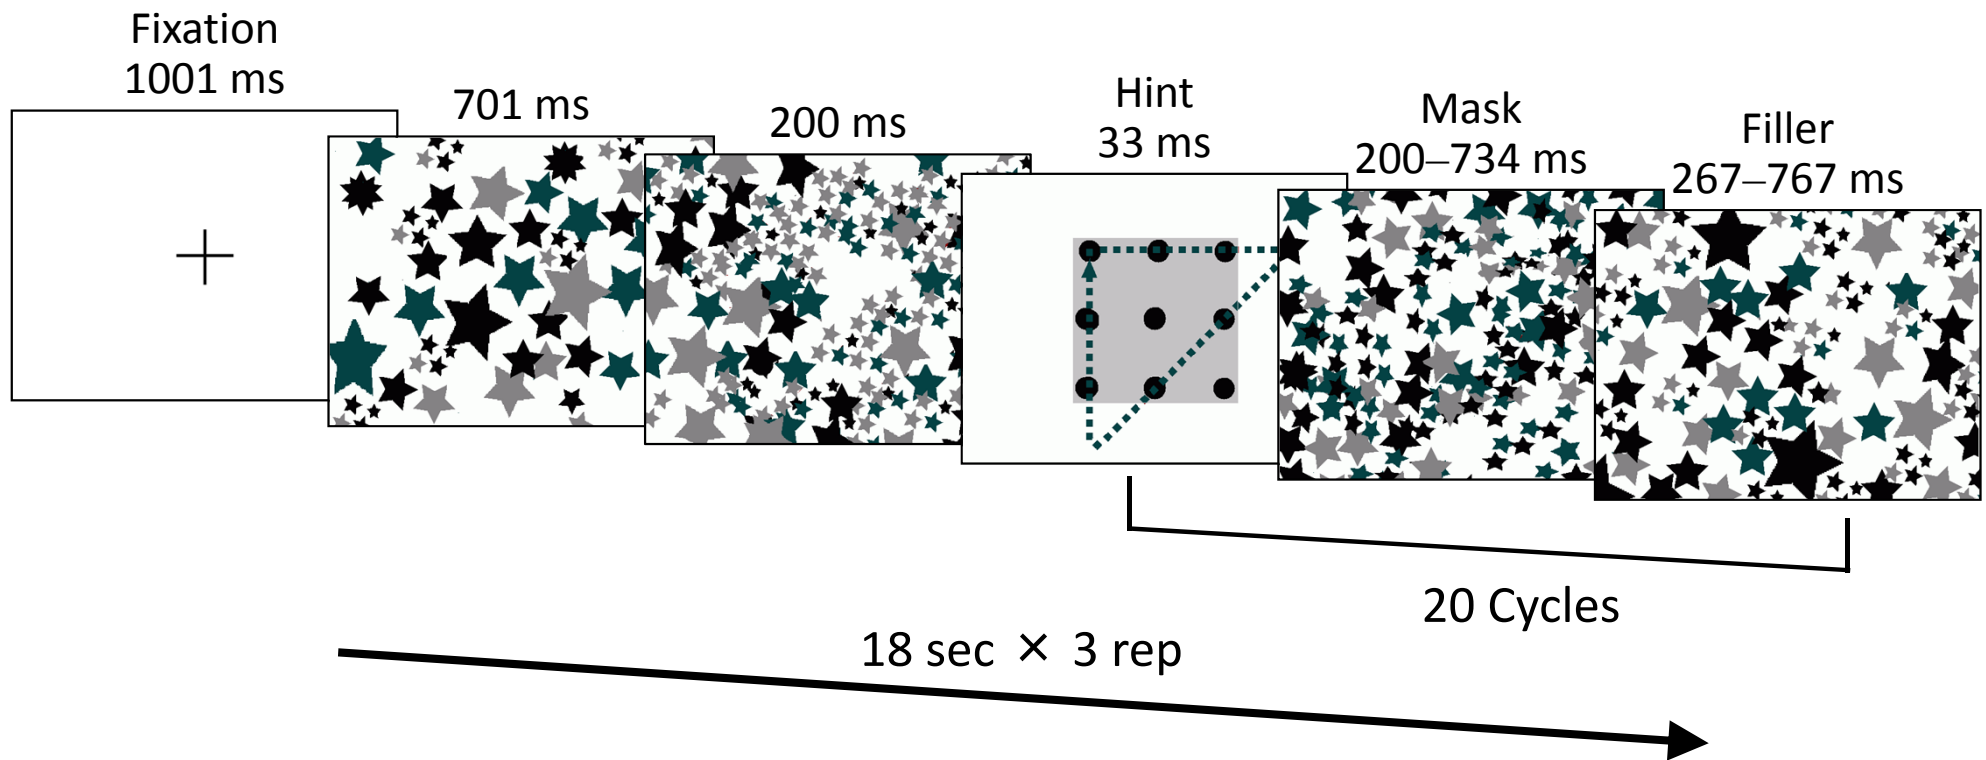 Fixation
1001 ms
701 ms
200 ms
Hint
33 ms
Mask
200–734 ms
Filler
267–767 ms
20 Cycles
18 sec × 3 rep